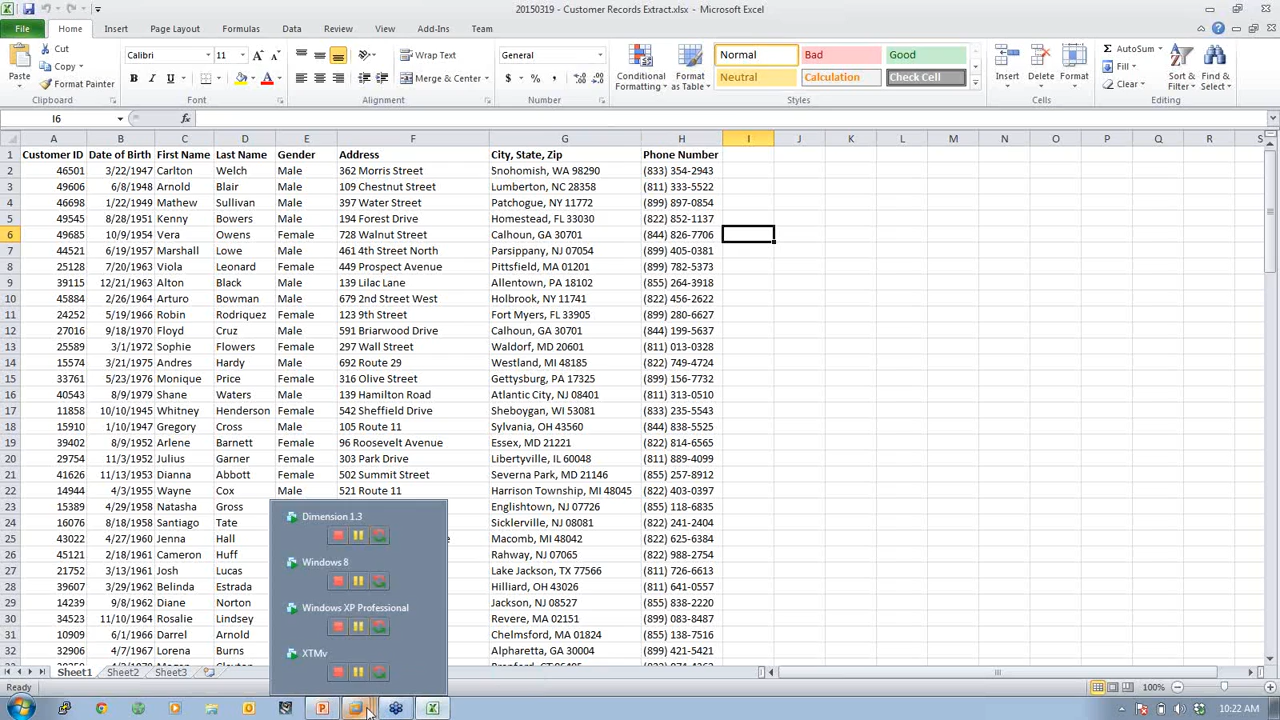 20150319 - Customer Records Extract.xlsx - Microsoft Excel
File Home Insert Page Layout Formulas Data Review View Add-Ins Team
Paste Cut Copy Format Painter Clipboard
Calibri 11 A A B I U A Font
Wrap Text Merge & Center Alignment
General $ % , Number
Conditional Formatting Format as Table Normal Bad Good Neutral Calculation Check Cell Styles
Insert Delete Format Cells
AutoSum Fill Clear Sort & Filter Find & Select Editing
I6 fx
A B C D E F G H I J K L M N O P Q R S
1 Customer ID Date of Birth First Name Last Name Gender Address City, State, Zip Phone Number
2 46501 3/22/1947 Carlton Welch Male 362 Morris Street Snohomish, WA 98290 (833) 354-2943
3 49606 6/8/1948 Arnold Blair Male 109 Chestnut Street Lumberton, NC 28358 (811) 333-5522
4 46698 1/22/1949 Mathew Sullivan Male 397 Water Street Patchogue, NY 11772 (899) 897-0854
5 49545 8/28/1951 Kenny Bowers Male 194 Forest Drive Homestead, FL 33030 (822) 852-1137
6 49685 10/9/1954 Vera Owens Female 728 Walnut Street Calhoun, GA 30701 (844) 826-7706
7 44521 6/19/1957 Marshall Lowe Male 461 4th Street North Parsippany, NJ 07054 (899) 405-0381
8 25128 7/20/1963 Viola Leonard Female 449 Prospect Avenue Pittsfield, MA 01201 (899) 782-5373
9 39115 12/21/1963 Alton Black Male 139 Lilac Lane Allentown, PA 18102 (855) 264-3918
10 45884 2/26/1964 Arturo Bowman Male 679 2nd Street West Holbrook, NY 11741 (822) 456-2622
11 24252 5/19/1966 Robin Rodriquez Female 123 9th Street Fort Myers, FL 33905 (899) 280-6627
12 27016 9/18/1970 Floyd Cruz Male 591 Briarwood Drive Calhoun, GA 30701 (844) 199-5637
13 25589 3/1/1972 Sophie Flowers Female 297 Wall Street Waldorf, MD 20601 (811) 013-0328
14 15574 3/21/1975 Andres Hardy Male 692 Route 29 Westland, MI 48185 (822) 749-4724
15 33761 5/23/1976 Monique Price Female 316 Olive Street Gettysburg, PA 17325 (899) 156-7732
16 40543 8/9/1979 Shane Waters Male 139 Hamilton Road Atlantic City, NJ 08401 (811) 313-0510
17 11858 10/10/1945 Whitney Henderson Female 542 Sheffield Drive Sheboygan, WI 53081 (833) 235-5543
18 15910 1/10/1947 Gregory Cross Male 105 Route 11 Sylvania, OH 43560 (844) 838-5525
19 39402 8/9/1952 Arlene Barnett Female 96 Roosevelt Avenue Essex, MD 21221 (822) 814-6565
20 29754 11/2/1952 Julius Garner Male 303 Park Drive Libertyville, IL 60048 (811) 889-4099
21 41626 11/13/1953 Dianna Abbott Female 502 Summit Street Severna Park, MD 21146 (855) 257-8912
22 14944 4/3/1955 Wayne Cox Male 521 Route 11 Harrison Township, MI 48045 (822) 403-0397
23 15389 4/29/1958 Natasha Gross Englishtown, NJ 07726 (855) 118-6835
24 16076 8/18/1958 Santiago Tate Sicklerville, NJ 08081 (822) 241-2404
25 43022 4/27/1960 Jenna Hall Macomb, MI 48042 (822) 625-6384
26 45121 2/18/1961 Cameron Huff Rahway, NJ 07065 (822) 988-2754
27 21752 3/13/1961 Josh Lucas Lake Jackson, TX 77566 (811) 726-6613
28 39607 3/29/1962 Belinda Estrada Hilliard, OH 43026 (811) 641-0557
29 14239 9/8/1962 Diane Norton Jackson, NJ 08527 (855) 838-2220
30 34523 11/10/1964 Rosalie Lindsey Revere, MA 02151 (899) 083-8487
31 10909 6/1/1966 Darrel Arnold Chelmsford, MA 01824 (855) 138-7516
32 32906 7/1/1966 Lorena Burns Alpharetta, GA 30004 (855) 391-2121
Dimension 1.3
Windows 8
Windows XP Professional
XTMv
Sheet1 Sheet2 Sheet3
Ready 100%
10:22 AM